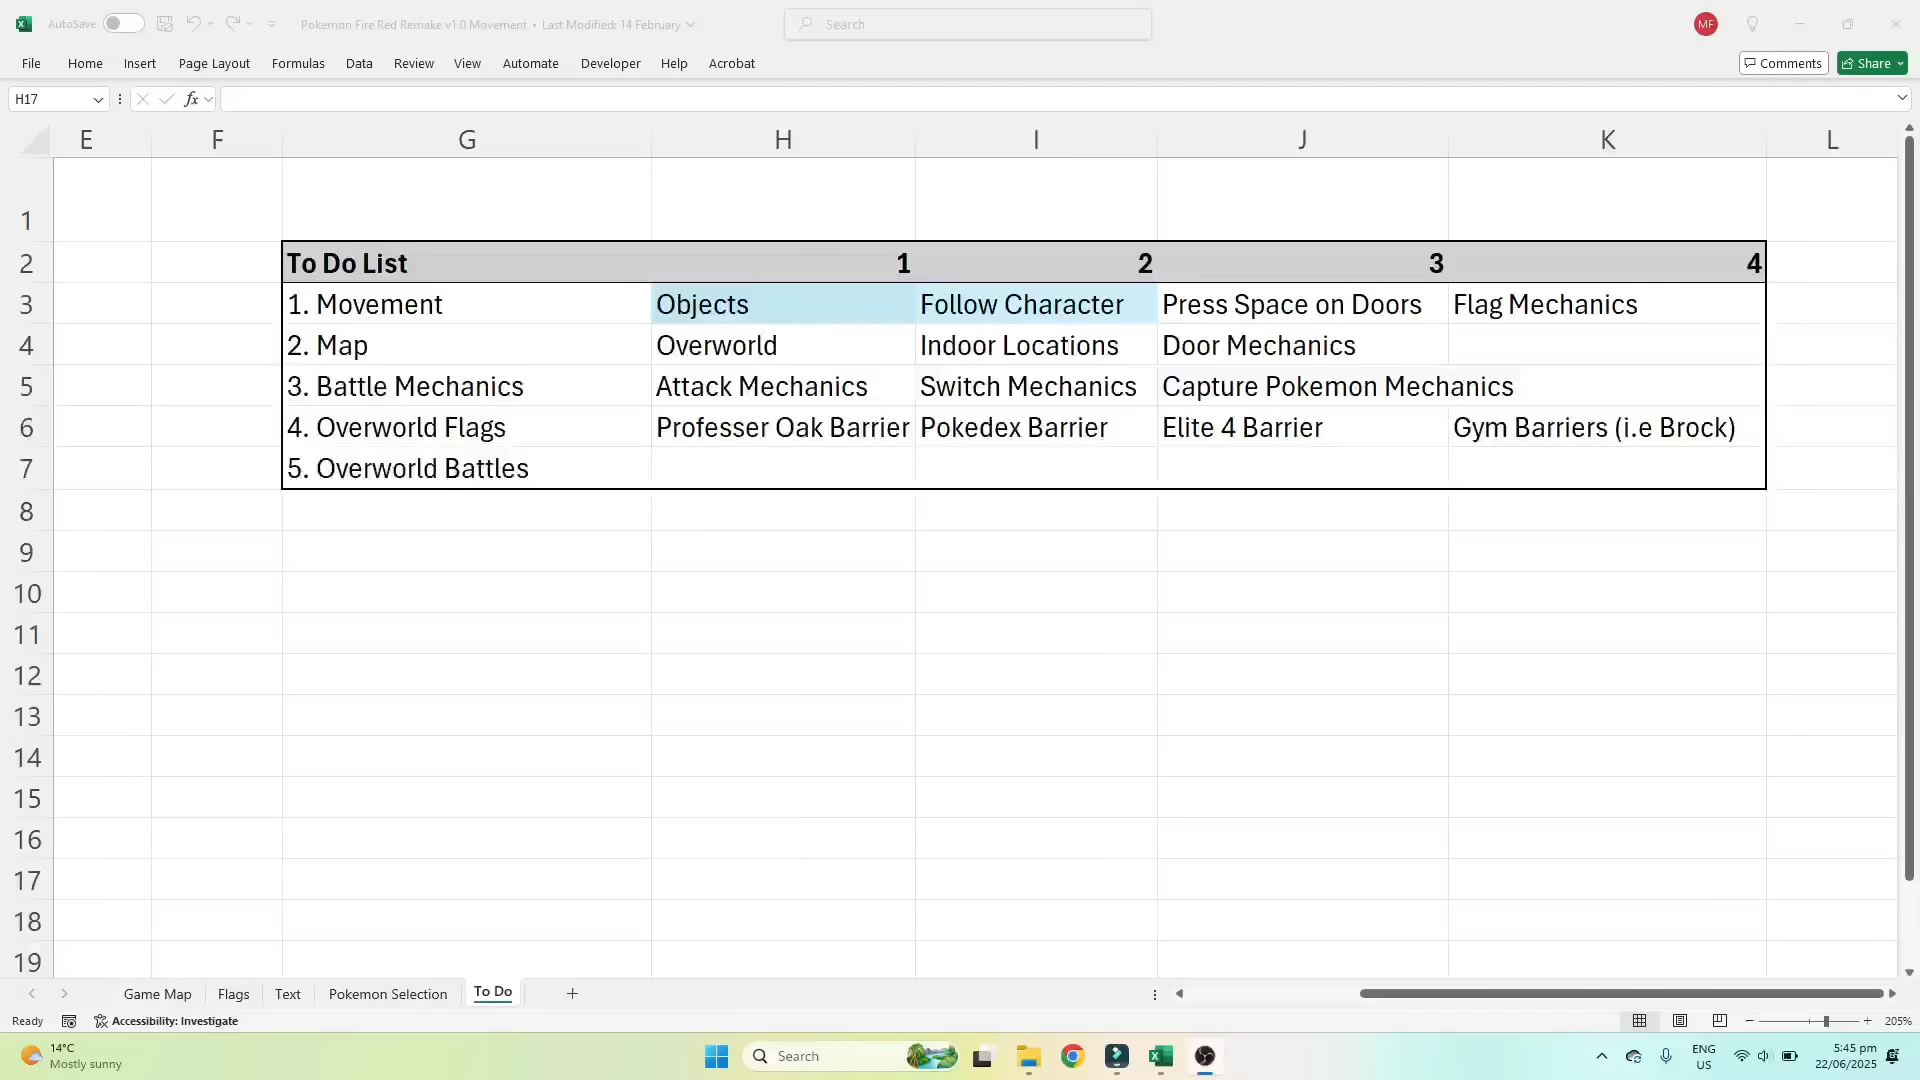 AutoSave
Pokemon Fire Red Remake v1.0 Movement • Last Modified: 14 February
Search
MF
File Home Insert Page Layout Formulas Data Review View Automate Developer Help Acrobat
Comments Share
H17 fx
E F G H I J K L
1
2 To Do List 1 2 3 4
3 1. Movement Objects Follow Character Press Space on Doors Flag Mechanics
4 2. Map Overworld Indoor Locations Door Mechanics
5 3. Battle Mechanics Attack Mechanics Switch Mechanics Capture Pokemon Mechanics
6 4. Overworld Flags Professer Oak Barrier Pokedex Barrier Elite 4 Barrier Gym Barriers (i.e Brock)
7 5. Overworld Battles
8
9
10
11
12
13
14
15
16
17
18
19
Game Map Flags Text Pokemon Selection To Do
Ready Accessibility: Investigate 205%
14°C
Mostly sunny
Search
ENG
US
5:45 pm
22/06/2025